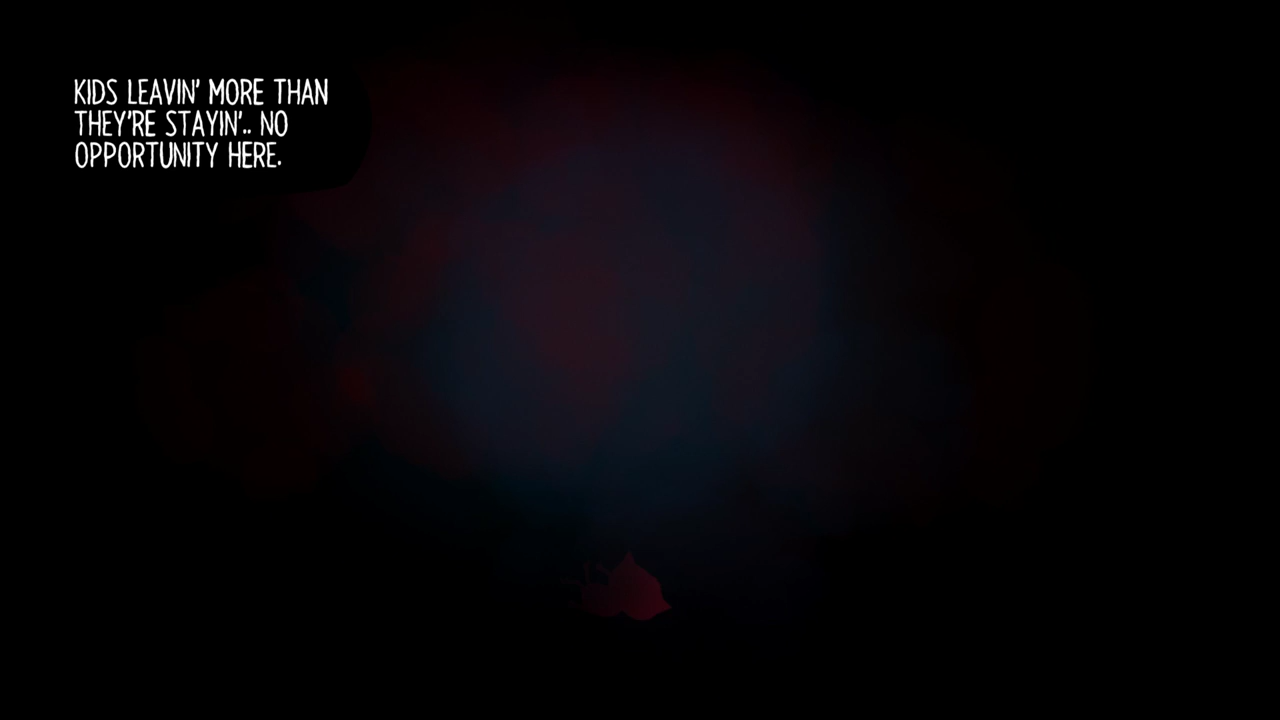 KIDS LEAVIN' MORE THAN
THEY'RE STAYIN'.. NO
OPPORTUNITY HERE.